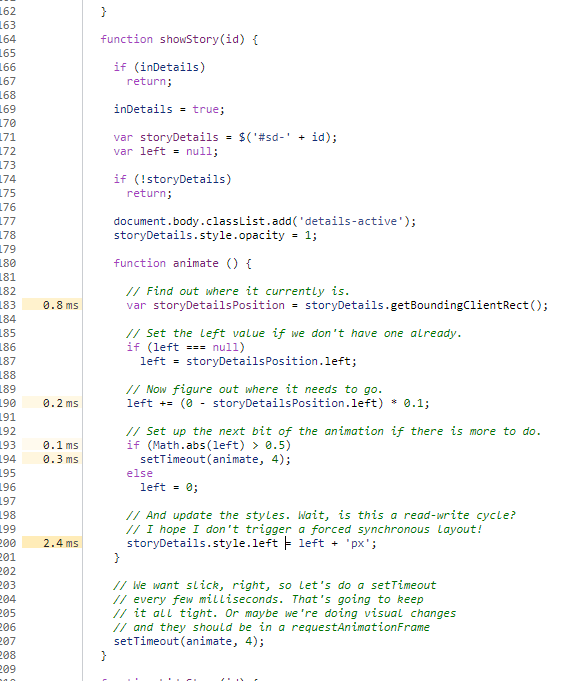 162 }
163
164 function showStory(id) {
165
166 if (inDetails)
167 return;
168
169 inDetails = true;
170
171 var storyDetails = $('#sd-' + id);
172 var left = null;
173
174 if (!storyDetails)
175 return;
176
177 document.body.classList.add('details-active');
178 storyDetails.style.opacity = 1;
179
180 function animate () {
181
182 // Find out where it currently is.
183 0.8 ms var storyDetailsPosition = storyDetails.getBoundingClientRect();
184
185 // Set the left value if we don't have one already.
186 if (left === null)
187 left = storyDetailsPosition.left;
188
189 // Now figure out where it needs to go.
190 0.2 ms left += (0 - storyDetailsPosition.left) * 0.1;
191
192 // Set up the next bit of the animation if there is more to do.
193 0.1 ms if (Math.abs(left) > 0.5)
194 0.3 ms setTimeout(animate, 4);
195 else
196 left = 0;
197
198 // And update the styles. Wait, is this a read-write cycle?
199 // I hope I don't trigger a forced synchronous layout!
200 2.4 ms storyDetails.style.left = left + 'px';
201 }
202
203 // We want slick, right, so let's do a setTimeout
204 // every few milliseconds. That's going to keep
205 // it all tight. Or maybe we're doing visual changes
206 // and they should be in a requestAnimationFrame
207 setTimeout(animate, 4);
208 }
209